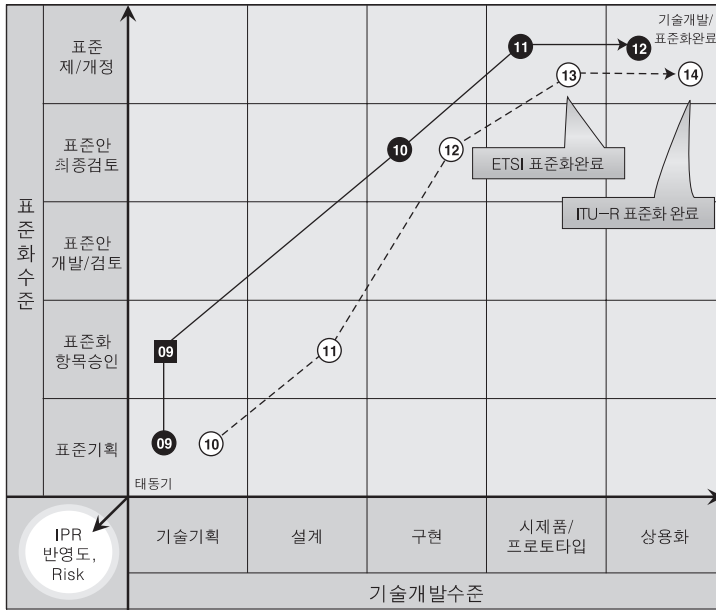 표준
제/개정
표준안
최종검토
표준안
개발/검토
표준화
항목승인
표준기획
표준화수준
기술개발/
표준화완료
11
12
13
14
10
12
ETSI 표준화완료
ITU-R 표준화 완료
09
11
09
10
태동기
IPR
반영도,
Risk
기술기획
설계
구현
시제품/
프로토타입
상용화
기술개발수준